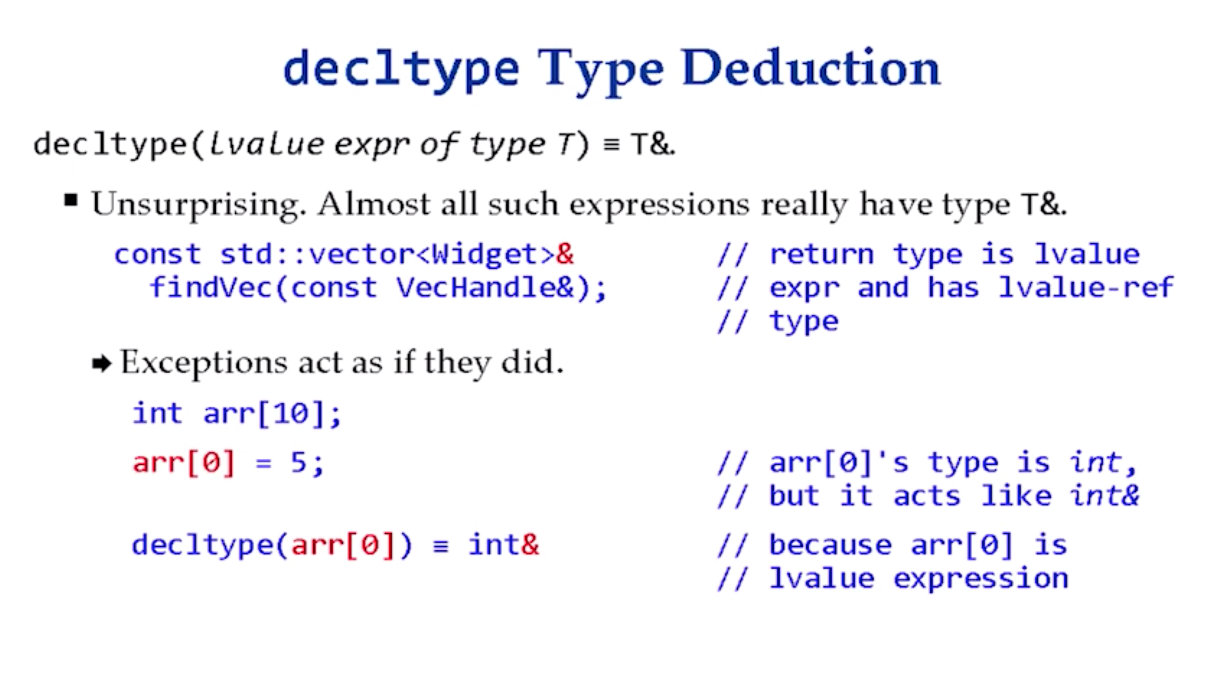 decltype Type Deduction
decltype(lvalue expr of type T) ≡ T&.
▪ Unsurprising. Almost all such expressions really have type T&.
const std::vector<Widget>& // return type is lvalue
findVec(const VecHandle&); // expr and has lvalue-ref
// type
➡ Exceptions act as if they did.
int arr[10];
arr[0] = 5; // arr[0]'s type is int,
// but it acts like int&
decltype(arr[0]) ≡ int& // because arr[0] is
// lvalue expression